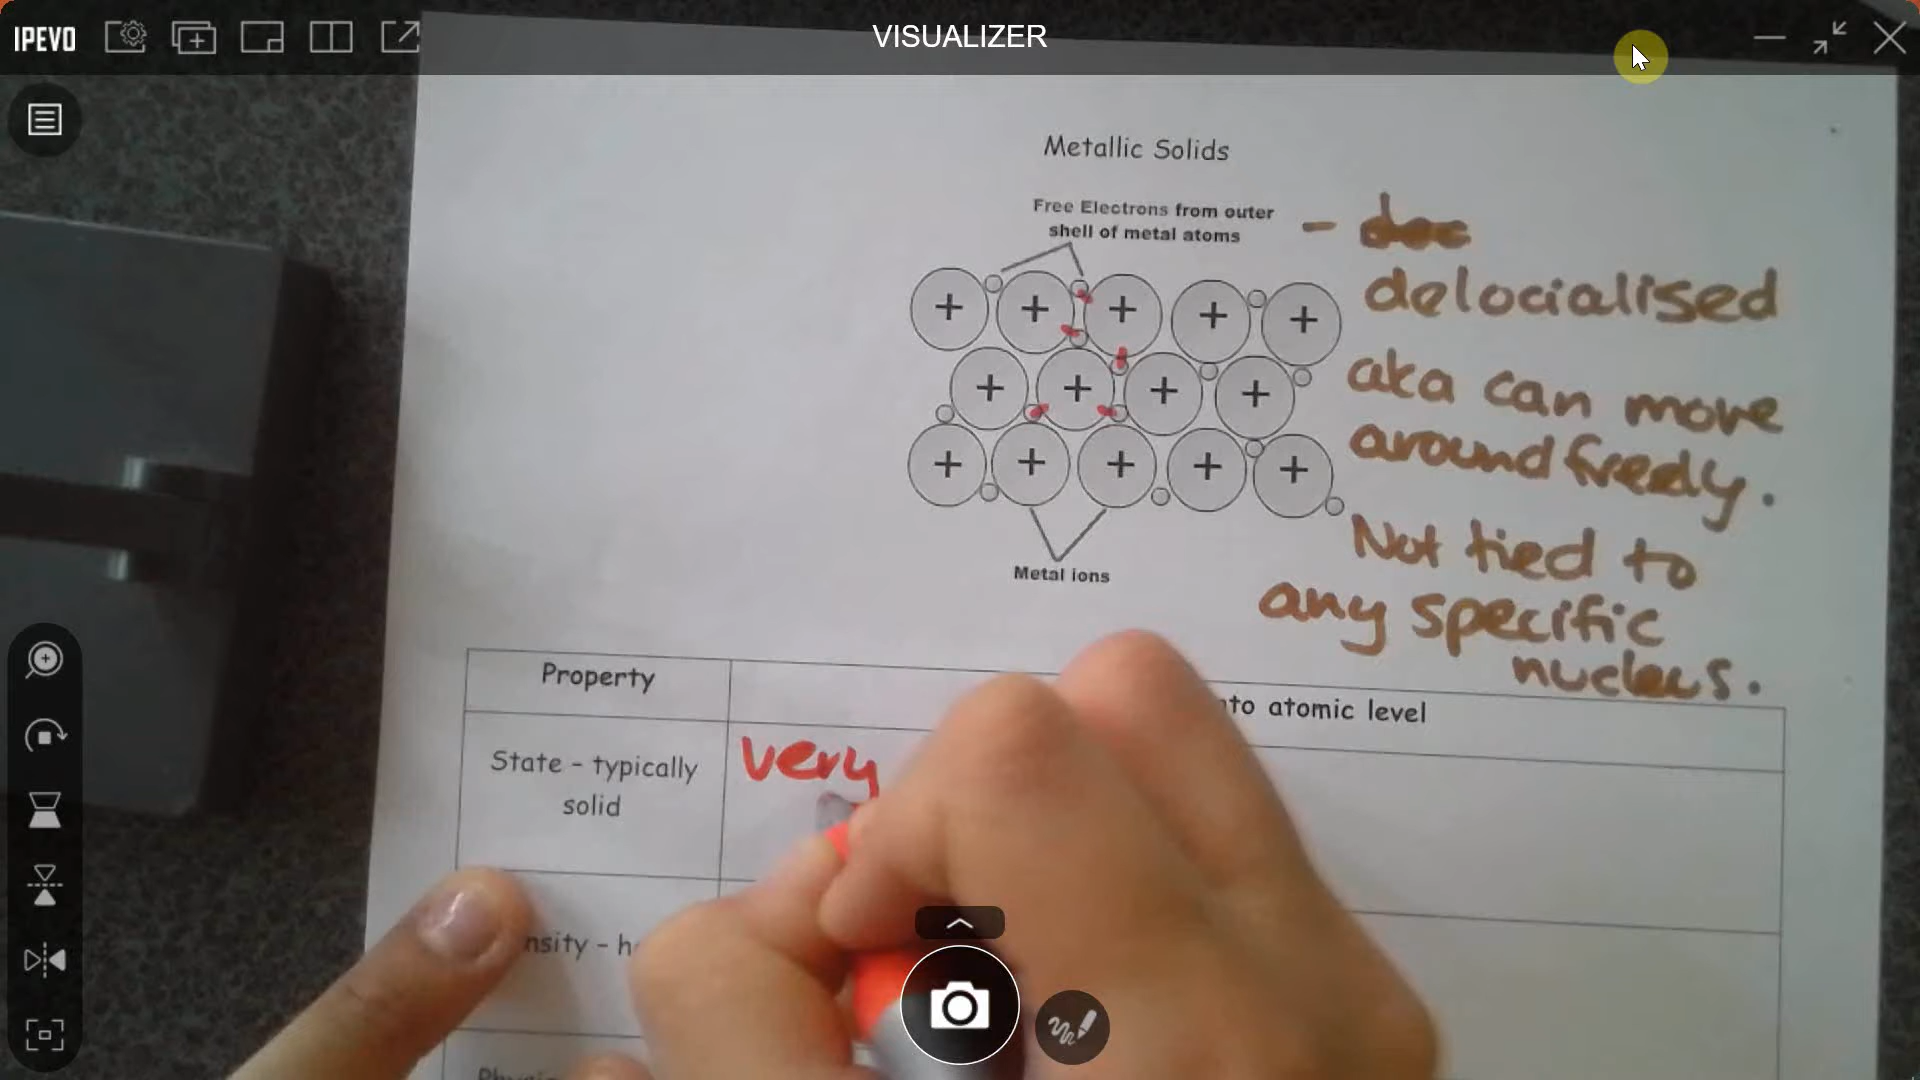 IPEVO
VISUALIZER
Metallic Solids
Free Electrons from outer
shell of metal atoms
-
delocialised
aka can move
around freely.
Not tied to
any specific
nucleus.
+ + + + +
+ + + +
+ + + + +
Metal ions
Property
to atomic level
State - typically
solid
very
nsity - h